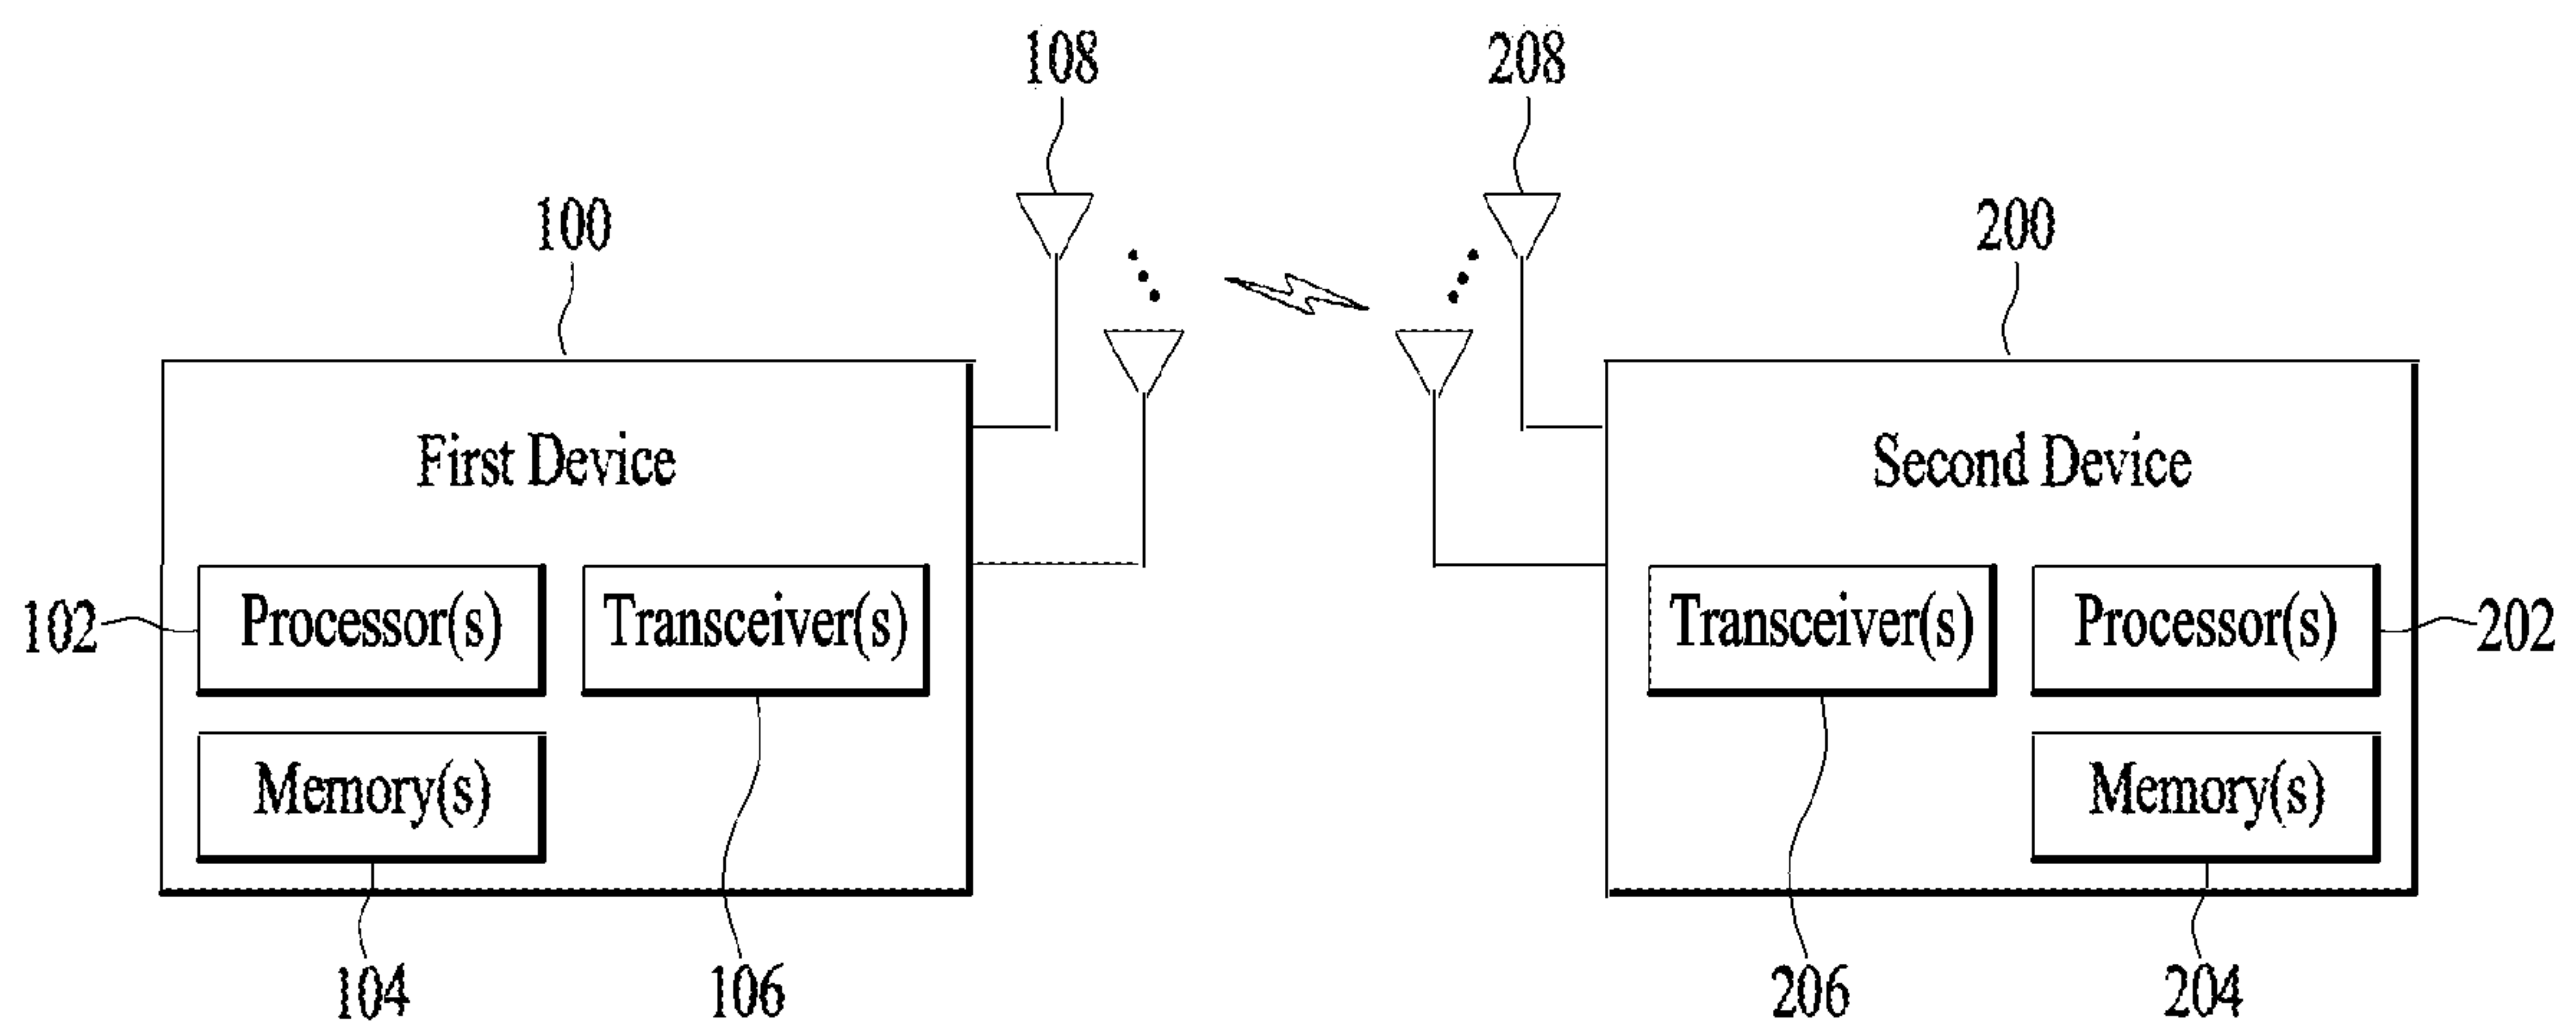 108 208
100 200
First Device Second Device
102 Processor(s) Transceiver(s) Transceiver(s) Processor(s) 202
Memory(s) Memory(s)
104 106 206 204